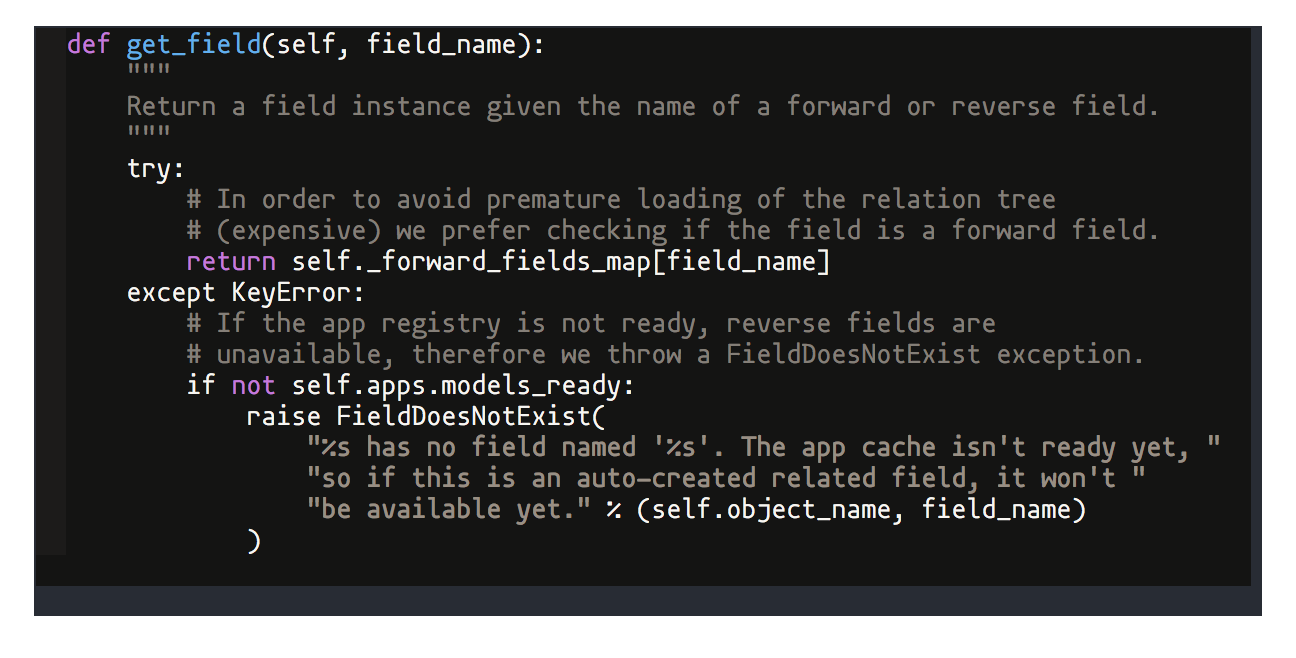 def get_field(self, field_name):
    """
    Return a field instance given the name of a forward or reverse field.
    """
    try:
        # In order to avoid premature loading of the relation tree
        # (expensive) we prefer checking if the field is a forward field.
        return self._forward_fields_map[field_name]
    except KeyError:
        # If the app registry is not ready, reverse fields are
        # unavailable, therefore we throw a FieldDoesNotExist exception.
        if not self.apps.models_ready:
            raise FieldDoesNotExist(
                "%s has no field named '%s'. The app cache isn't ready yet, "
                "so if this is an auto-created related field, it won't "
                "be available yet." % (self.object_name, field_name)
            )